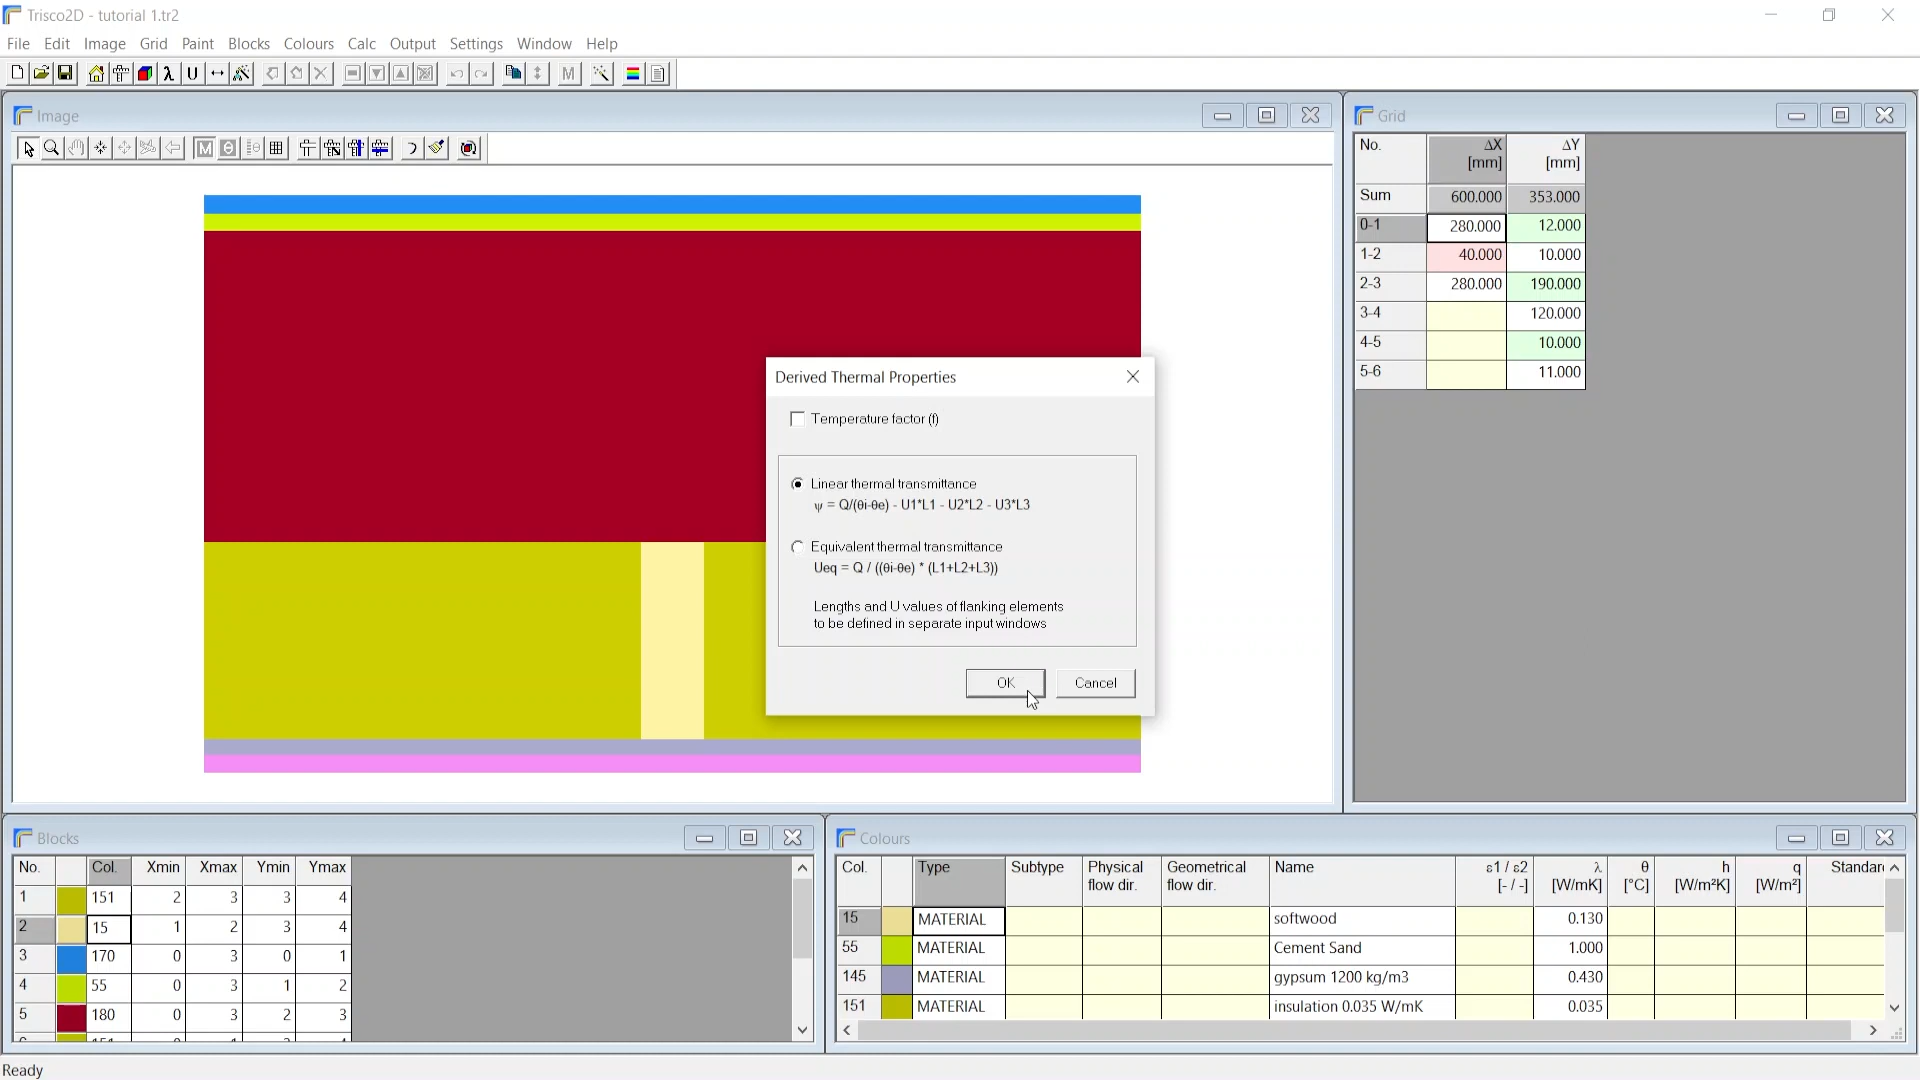 Trisco2D - tutorial 1.tr2
File Edit Image Grid Paint Blocks Colours Calc Output Settings Window Help
λ U M
Image
M θ
Grid
No. ΔX [mm] ΔY [mm]
Sum 600.000 353.000
0-1 280.000 12.000
1-2 40.000 10.000
2-3 280.000 190.000
3-4 120.000
4-5 10.000
5-6 11.000
Derived Thermal Properties
Temperature factor (f)
Linear thermal transmittance
ψ = Q/(θi-θe) - U1*L1 - U2*L2 - U3*L3
Equivalent thermal transmittance
Ueq = Q / ((θi-θe) * (L1+L2+L3))
Lengths and U values of flanking elements
to be defined in separate input windows
OK Cancel
Blocks
No. Col. Xmin Xmax Ymin Ymax
1 151 2 3 3 4
2 15 1 2 3 4
3 170 0 3 0 1
4 55 0 3 1 2
5 180 0 3 2 3
Colours
Col. Type Subtype Physical Geometrical Name ε1 / ε2 λ θ h q Standar
flow dir. flow dir. [- / -] [W/mK] [°C] [W/m²K] [W/m²]
15 MATERIAL softwood 0.130
55 MATERIAL Cement Sand 1.000
145 MATERIAL gypsum 1200 kg/m3 0.430
151 MATERIAL insulation 0.035 W/mK 0.035
Ready